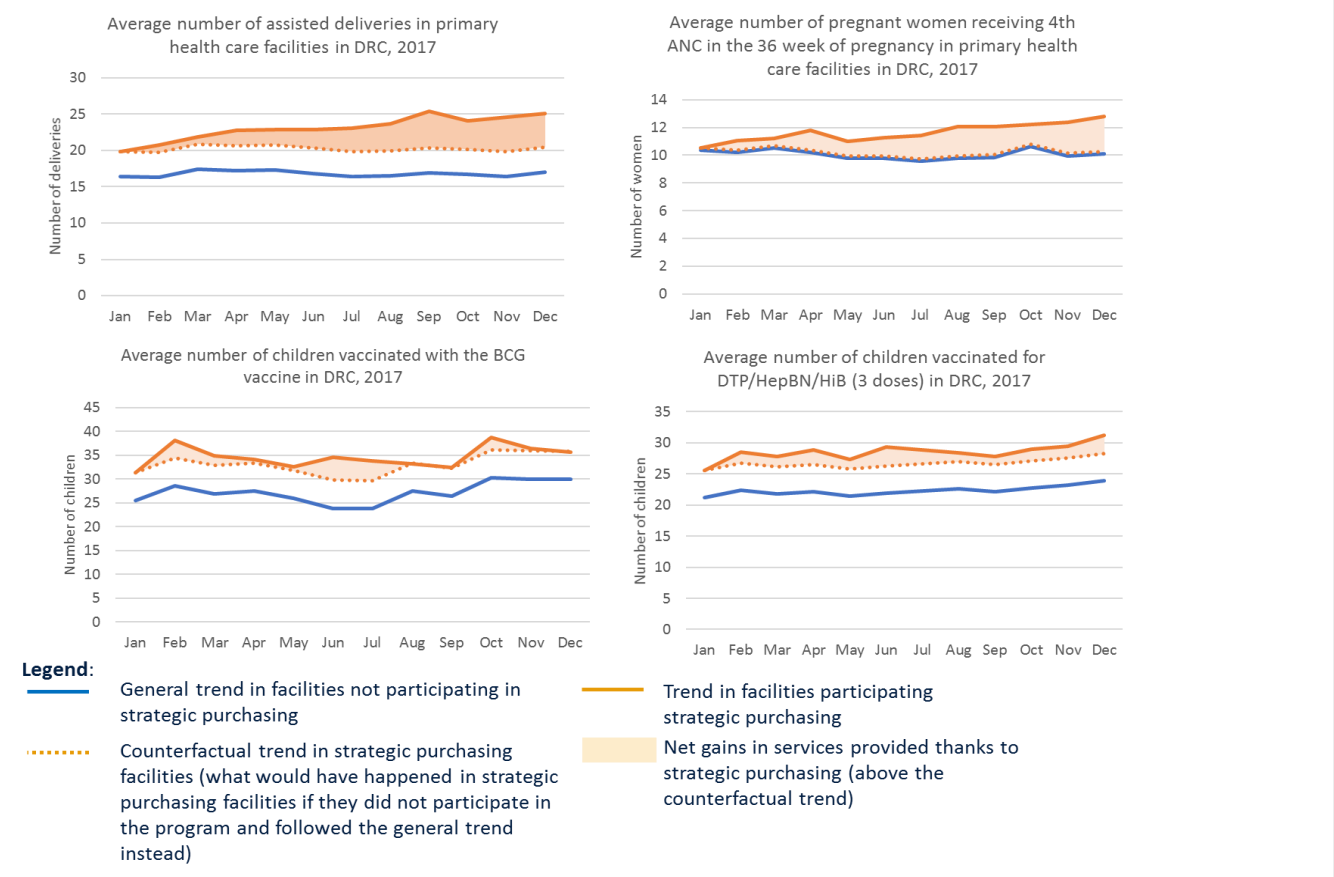 Average number of assisted deliveries in primary
health care facilities in DRC, 2017
30
25
20
15
10
5
0
Number of deliveries
Jan Feb Mar Apr May Jun Jul Aug Sep Oct Nov Dec
Average number of pregnant women receiving 4th
ANC in the 36 week of pregnancy in primary health
care facilities in DRC, 2017
14
12
10
8
6
4
2
0
Number of women
Jan Feb Mar Apr May Jun Jul Aug Sep Oct Nov Dec
Average number of children vaccinated with the BCG
vaccine in DRC, 2017
45
40
35
30
25
20
15
10
5
0
Number of children
Jan Feb Mar Apr May Jun Jul Aug Sep Oct Nov Dec
Average number of children vaccinated for
DTP/HepBN/HiB (3 doses) in DRC, 2017
35
30
25
20
15
10
5
0
Number of children
Jan Feb Mar Apr May Jun Jul Aug Sep Oct Nov Dec
Legend:
General trend in facilities not participating in
strategic purchasing
Trend in facilities participating
strategic purchasing
Counterfactual trend in strategic purchasing
facilities (what would have happened in strategic
purchasing facilities if they did not participate in
the program and followed the general trend
instead)
Net gains in services provided thanks to
strategic purchasing (above the
counterfactual trend)